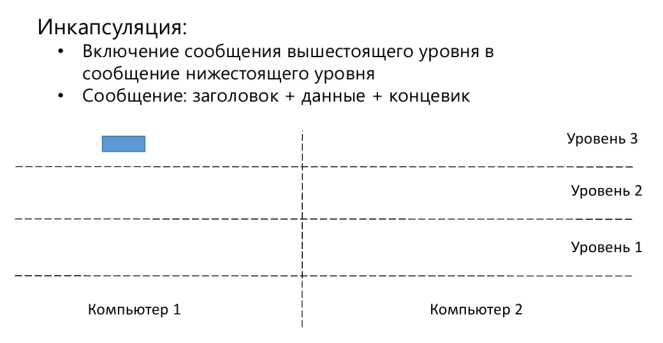 Инкапсуляция:
• Включение сообщения вышестоящего уровня в
сообщение нижестоящего уровня
• Сообщение: заголовок + данные + концевик
Уровень 3
Уровень 2
Уровень 1
Компьютер 1
Компьютер 2